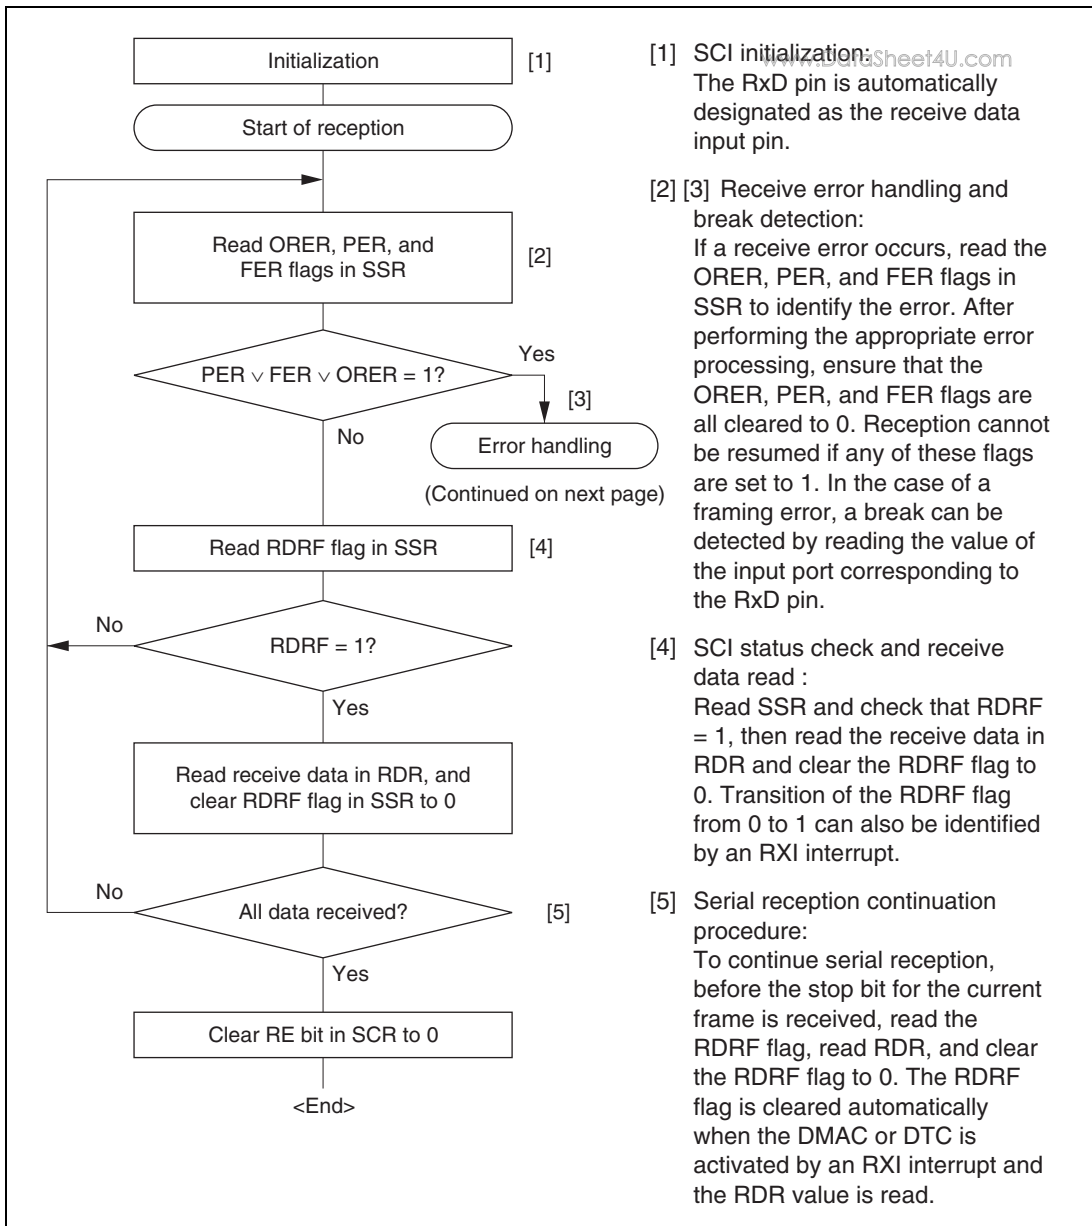 Initialization
[1]
Start of reception
Read ORER, PER, and
FER flags in SSR
[2]
PER ∨ FER ∨ ORER = 1?
Yes
[3]
No
Error handling
(Continued on next page)
Read RDRF flag in SSR
[4]
No
RDRF = 1?
Yes
Read receive data in RDR, and
clear RDRF flag in SSR to 0
No
All data received?
[5]
Yes
Clear RE bit in SCR to 0
<End>
[1] SCI initialization:
www.DataSheet4U.com
The RxD pin is automatically
designated as the receive data
input pin.
[2] [3] Receive error handling and
break detection:
If a receive error occurs, read the
ORER, PER, and FER flags in
SSR to identify the error. After
performing the appropriate error
processing, ensure that the
ORER, PER, and FER flags are
all cleared to 0. Reception cannot
be resumed if any of these flags
are set to 1. In the case of a
framing error, a break can be
detected by reading the value of
the input port corresponding to
the RxD pin.
[4] SCI status check and receive
data read :
Read SSR and check that RDRF
= 1, then read the receive data in
RDR and clear the RDRF flag to
0. Transition of the RDRF flag
from 0 to 1 can also be identified
by an RXI interrupt.
[5] Serial reception continuation
procedure:
To continue serial reception,
before the stop bit for the current
frame is received, read the
RDRF flag, read RDR, and clear
the RDRF flag to 0. The RDRF
flag is cleared automatically
when the DMAC or DTC is
activated by an RXI interrupt and
the RDR value is read.